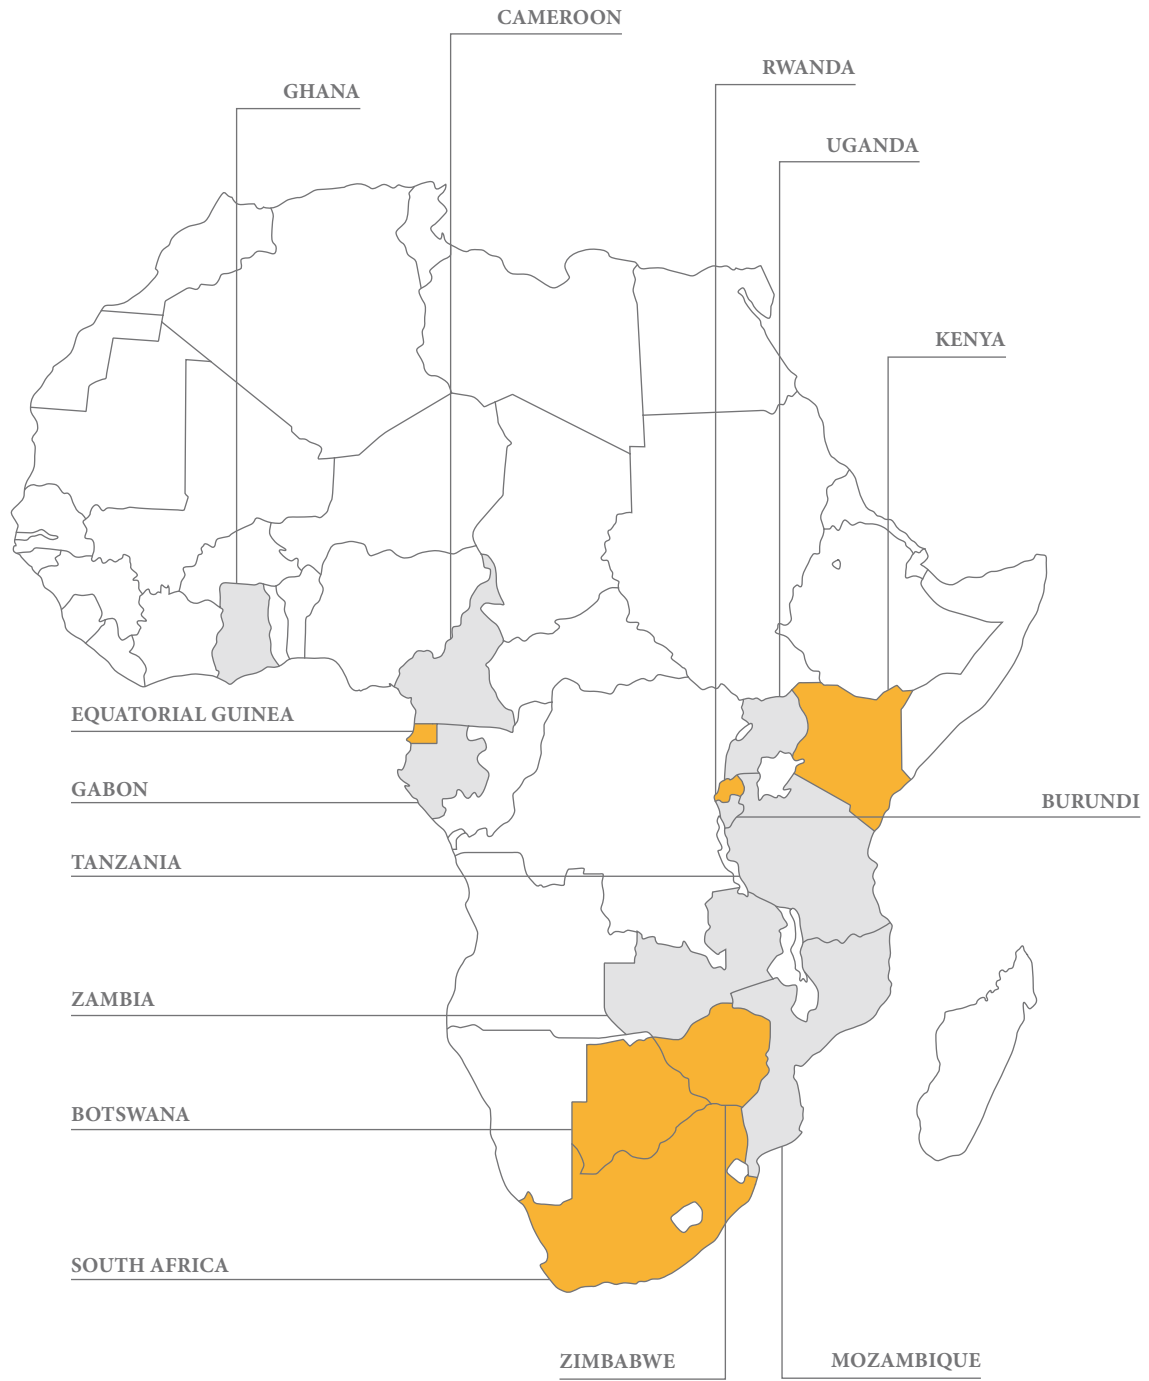 CAMEROON
RWANDA
GHANA
UGANDA
KENYA
EQUATORIAL GUINEA
GABON
BURUNDI
TANZANIA
ZAMBIA
BOTSWANA
SOUTH AFRICA
ZIMBABWE
MOZAMBIQUE